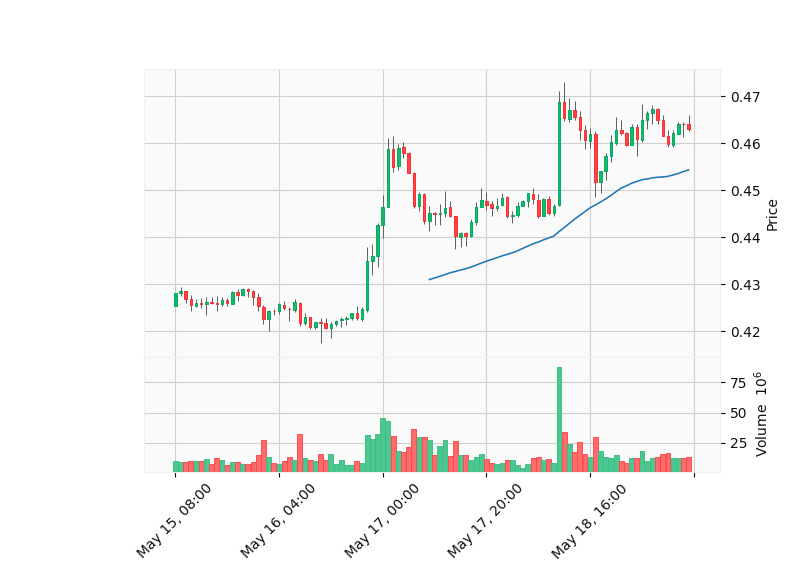 0.47
0.46
0.45
0.44
0.43
0.42
Price
75
50
25
Volume 10^6
May 15, 08:00
May 16, 04:00
May 17, 00:00
May 17, 20:00
May 18, 16:00